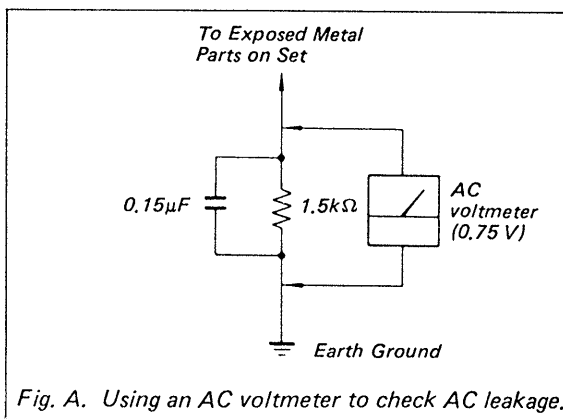 To Exposed Metal
Parts on Set
0.15μF
1.5kΩ
AC
voltmeter
(0.75 V)
Earth Ground
Fig. A. Using an AC voltmeter to check AC leakage.